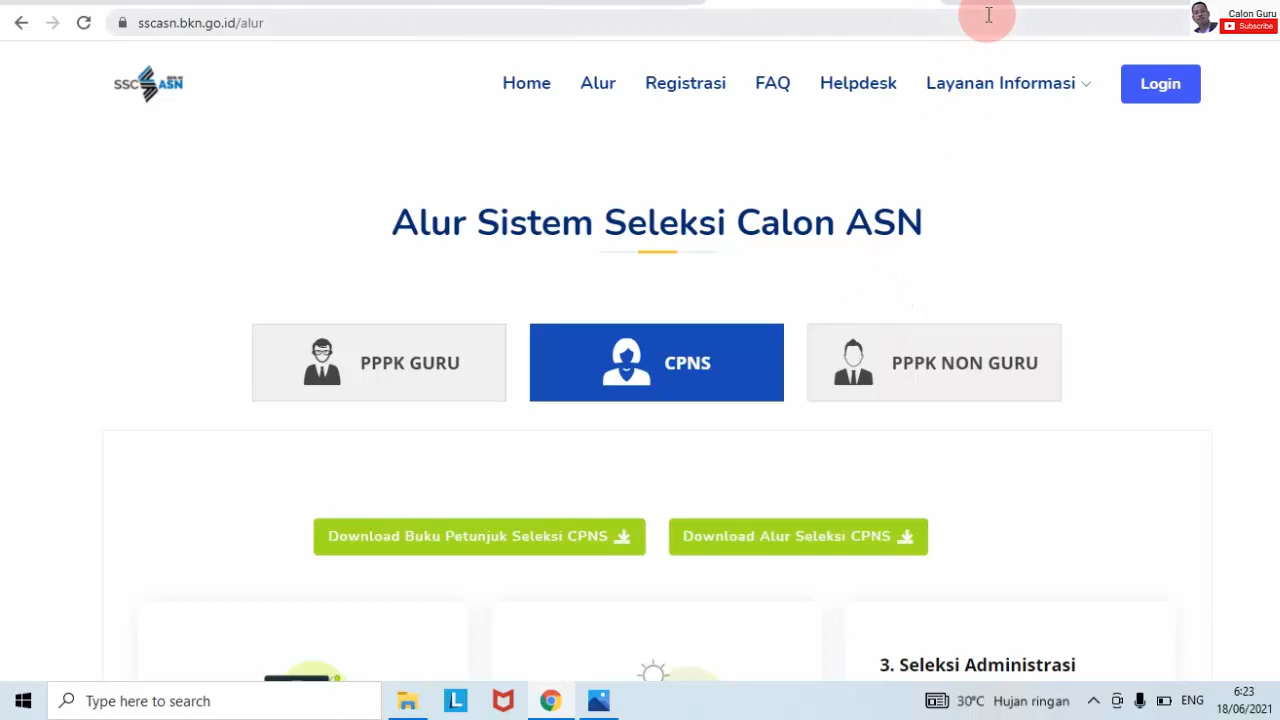 sscasn.bkn.go.id/alur
Calon Guru
Subscribe
SSC ASN
Home Alur Registrasi FAQ Helpdesk Layanan Informasi Login
Alur Sistem Seleksi Calon ASN
PPPK GURU CPNS PPPK NON GURU
Download Buku Petunjuk Seleksi CPNS Download Alur Seleksi CPNS
3. Seleksi Administrasi
Type here to search
30°C Hujan ringan
ENG
6:23
18/06/2021